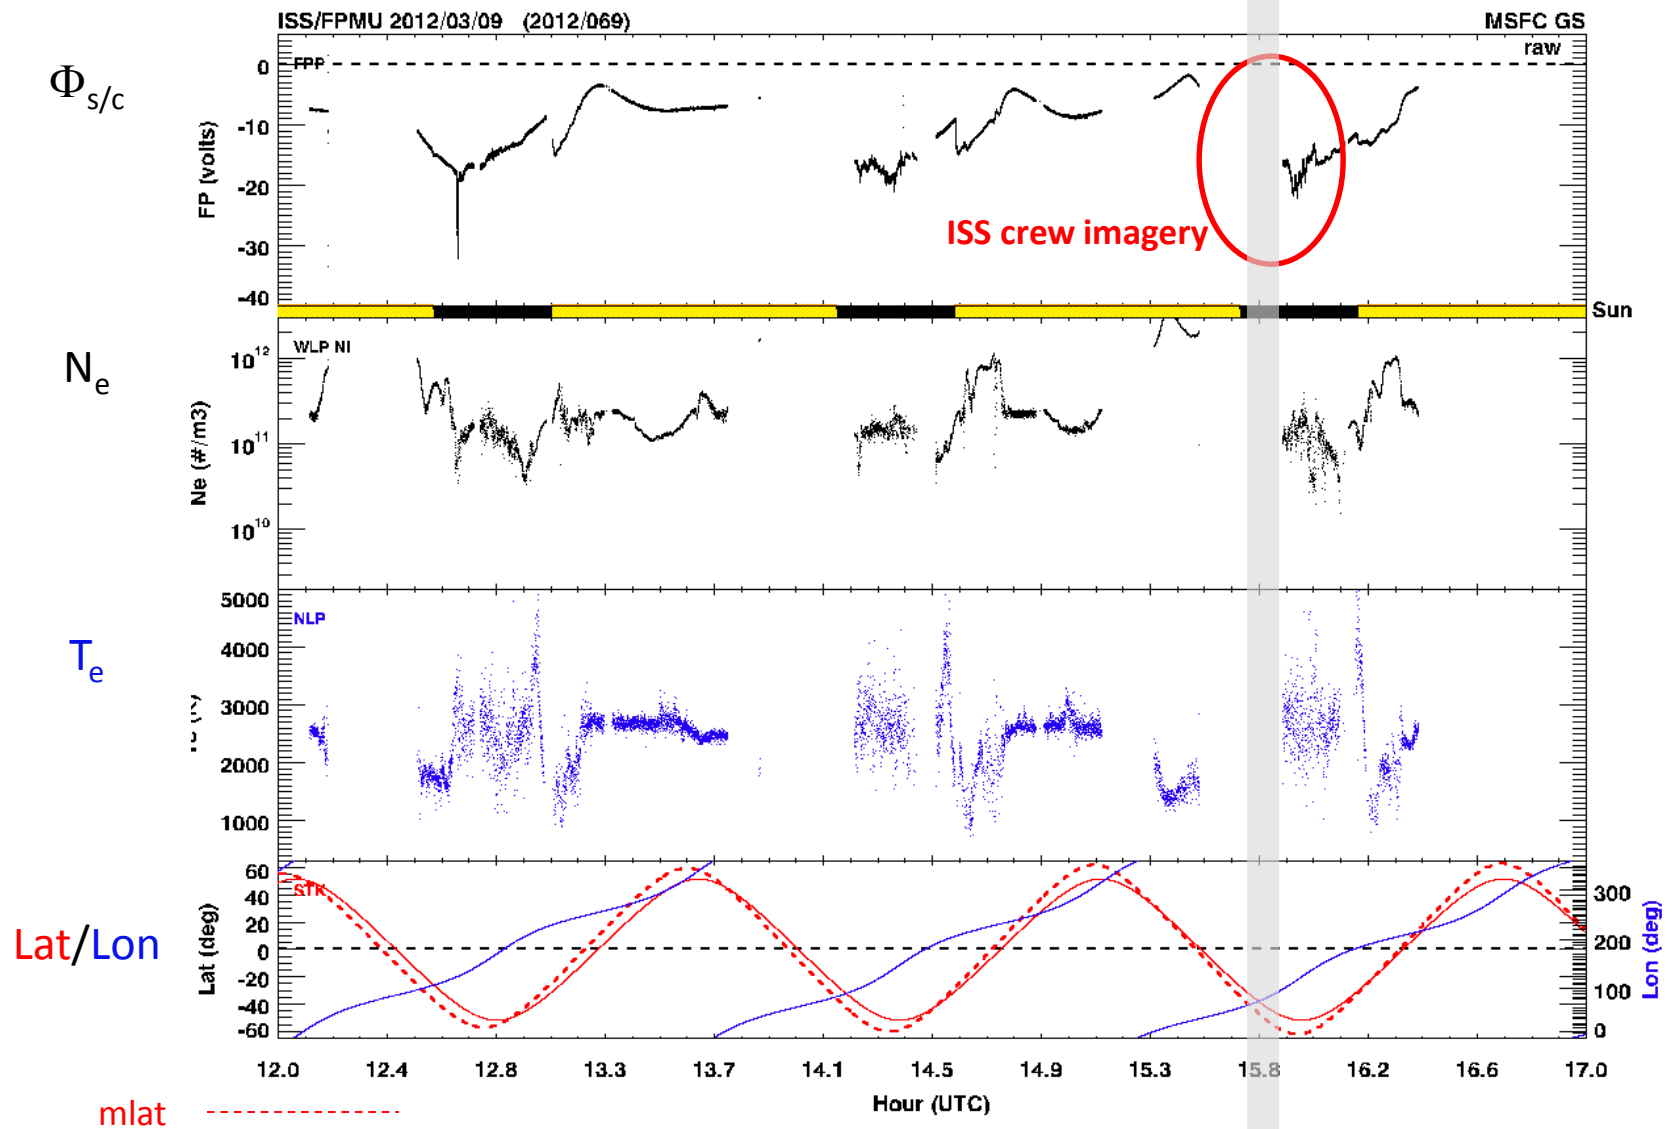 ISS/FPMU 2012/03/09 (2012/069)
MSFC GS
raw
Φs/c
FPP
FP (volts)
0
-10
-20
-30
-40
ISS crew imagery
Sun
Ne
WLP NI
Ne (#/m3)
10^12
10^11
10^10
Te
NLP
5000
4000
3000
2000
1000
Lat/Lon
STK
Lat (deg)
60
40
20
0
-20
-40
-60
300
200
100
0
Lon (deg)
12.0 12.4 12.8 13.3 13.7 14.1 14.5 14.9 15.3 15.8 16.2 16.6 17.0
Hour (UTC)
mlat